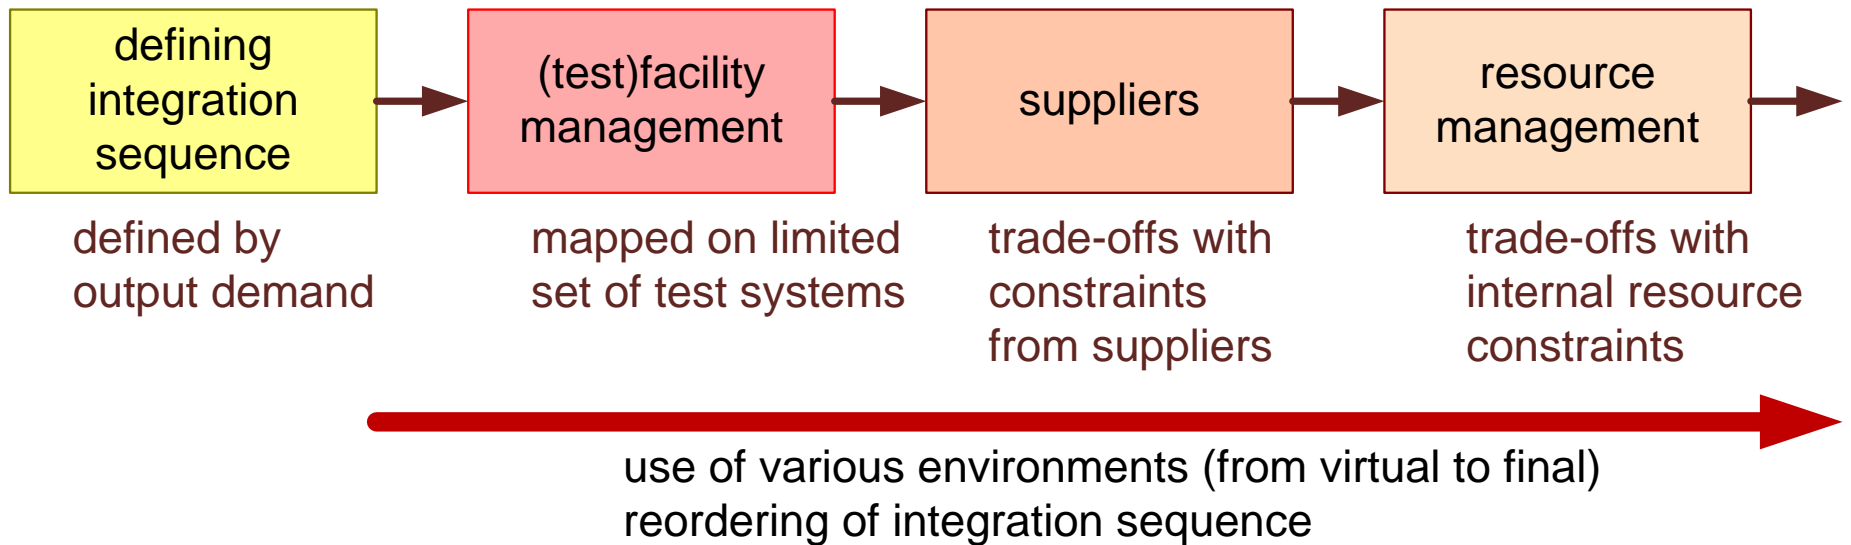 defining
integration
sequence
(test)facility
management
suppliers
resource
management
defined by
output demand
mapped on limited
set of test systems
trade-offs with
constraints
from suppliers
trade-offs with
internal resource
constraints
use of various environments (from virtual to final)
reordering of integration sequence